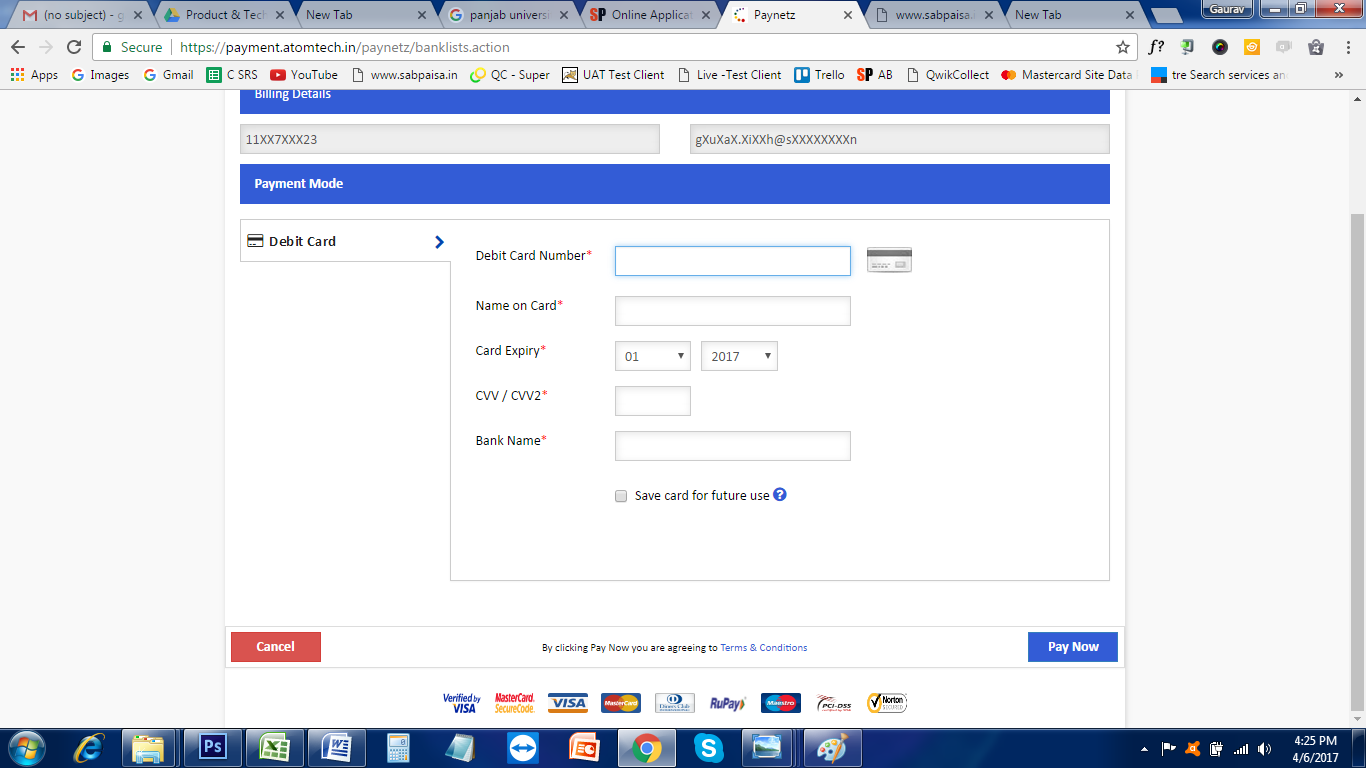 (no subject) - g
Product & Tech
New Tab
panjab universi
SP Online Applicat
Paynetz
www.sabpaisa.i
New Tab
Gaurav
Secure https://payment.atomtech.in/paynetz/banklists.action
f?
Apps Images Gmail C SRS YouTube www.sabpaisa.in QC - Super UAT Test Client Live -Test Client Trello SP AB QwikCollect Mastercard Site Data tre Search services an »
Billing Details
11XX7XXX23 gXuXaX.XiXXh@sXXXXXXXXn
Payment Mode
Debit Card
Debit Card Number*
Name on Card*
Card Expiry* 01 2017
CVV / CVV2*
Bank Name*
Save card for future use ?
Cancel By clicking Pay Now you are agreeing to Terms & Conditions Pay Now
Verified by VISA MasterCard. SecureCode. VISA MasterCard Diners Club RuPay Maestro PCI-DSS Norton SECURED
Ps
4:25 PM
4/6/2017